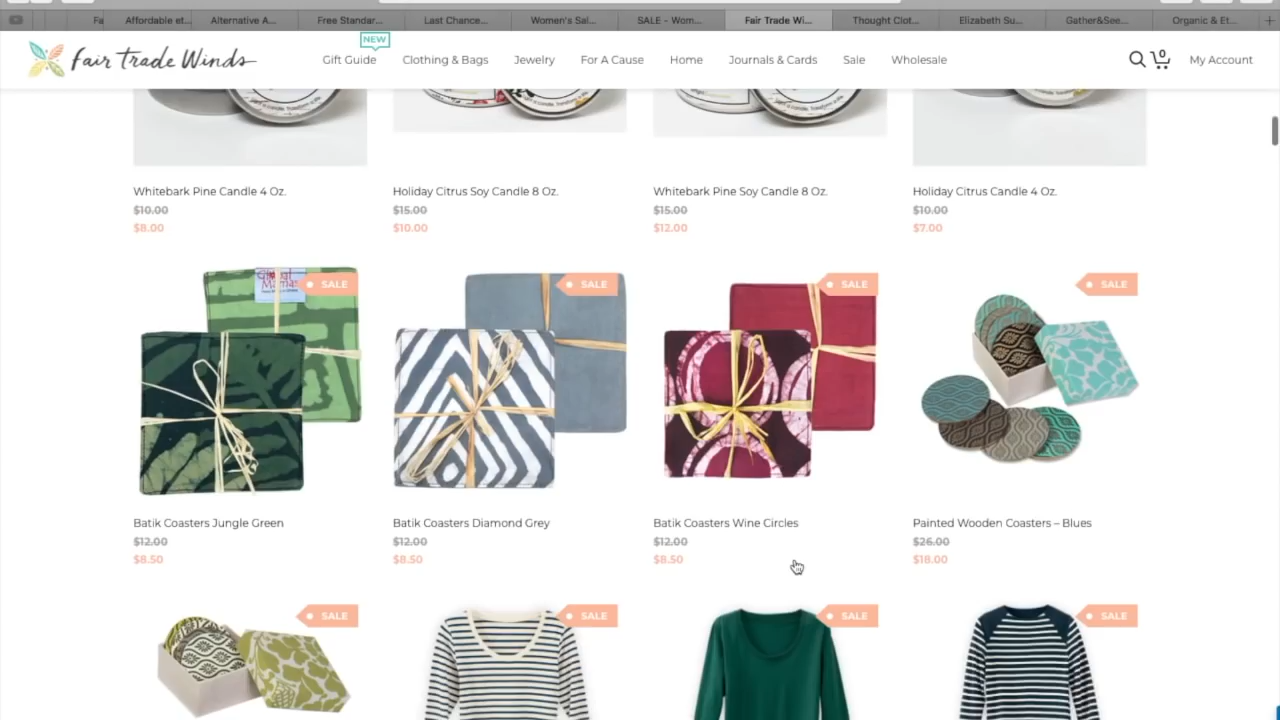 Fa
Affordable et...
Alternative A...
Free Standar...
Last Chance...
Women's Sal...
SALE - Wom...
Fair Trade Wi...
Thought Clot...
Elizabeth Su...
Gather&See...
Organic & Et...
Fair Trade Winds
NEW
Gift Guide
Clothing & Bags
Jewelry
For A Cause
Home
Journals & Cards
Sale
Wholesale
0
My Account
Whitebark Pine Candle 4 Oz.
$10.00
$8.00
Holiday Citrus Soy Candle 8 Oz.
$15.00
$10.00
Whitebark Pine Soy Candle 8 Oz.
$15.00
$12.00
Holiday Citrus Candle 4 Oz.
$10.00
$7.00
SALE
SALE
SALE
SALE
Batik Coasters Jungle Green
$12.00
$8.50
Batik Coasters Diamond Grey
$12.00
$8.50
Batik Coasters Wine Circles
$12.00
$8.50
Painted Wooden Coasters – Blues
$26.00
$18.00
SALE
SALE
SALE
SALE